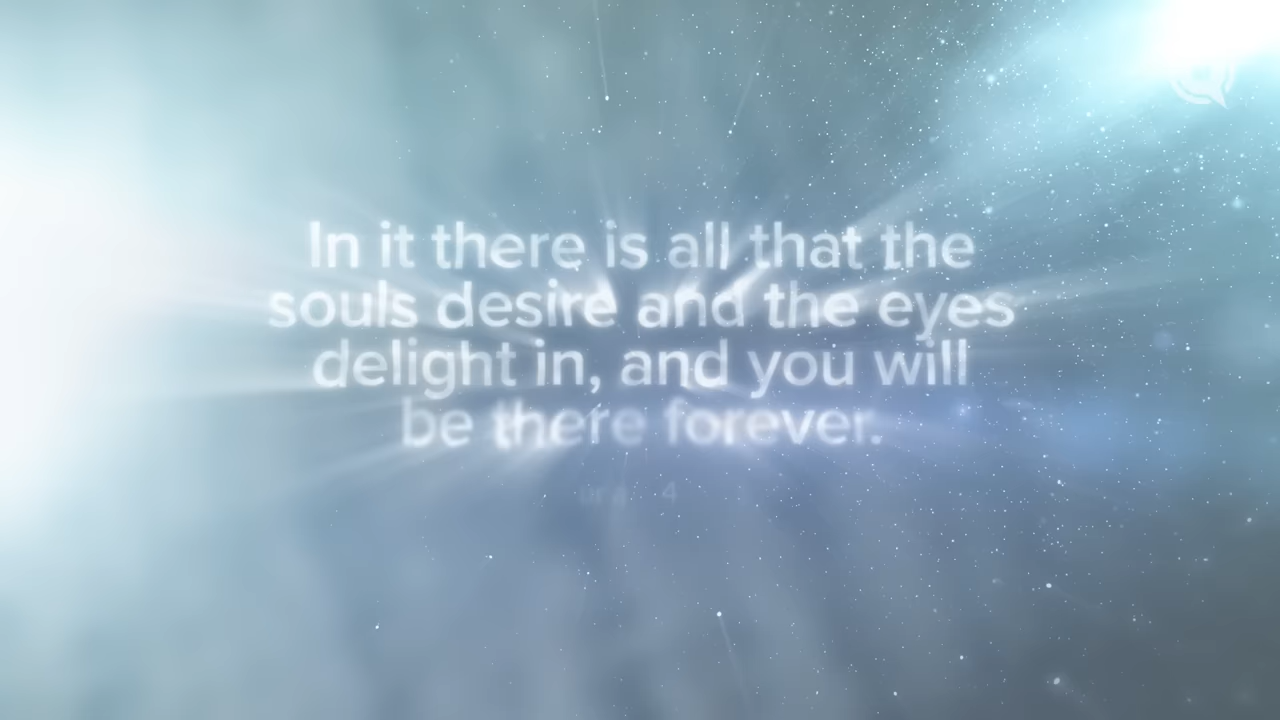 In it there is all that the
souls desire and the eyes
delight in, and you will
be there forever.